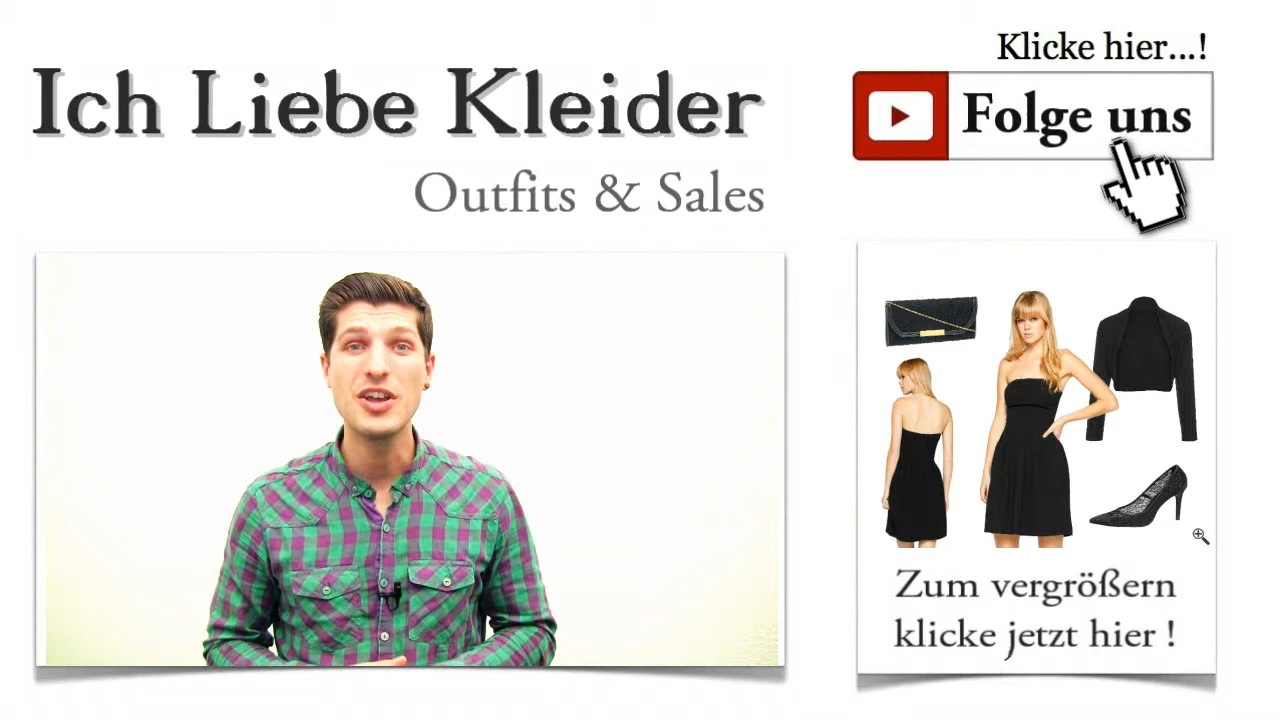 Ich Liebe Kleider
Outfits & Sales
Klicke hier...!
Folge uns
Zum vergrößern
klicke jetzt hier !